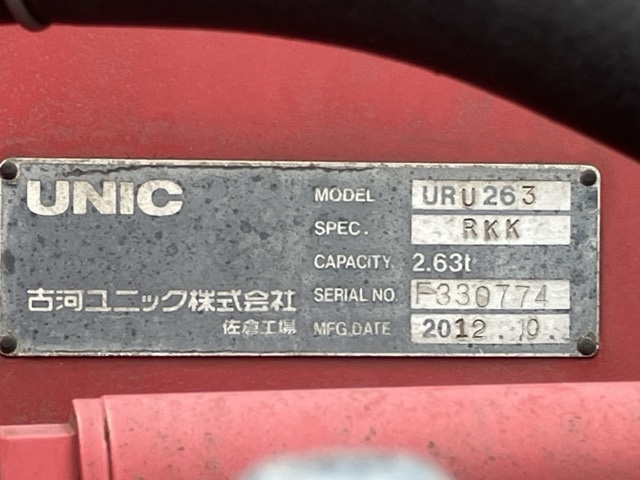 UNIC
MODEL URU263
SPEC. RKK
CAPACITY 2.63t
古河ユニック株式会社 SERIAL NO. F330774
佐倉工場 MFG.DATE 2012.10.